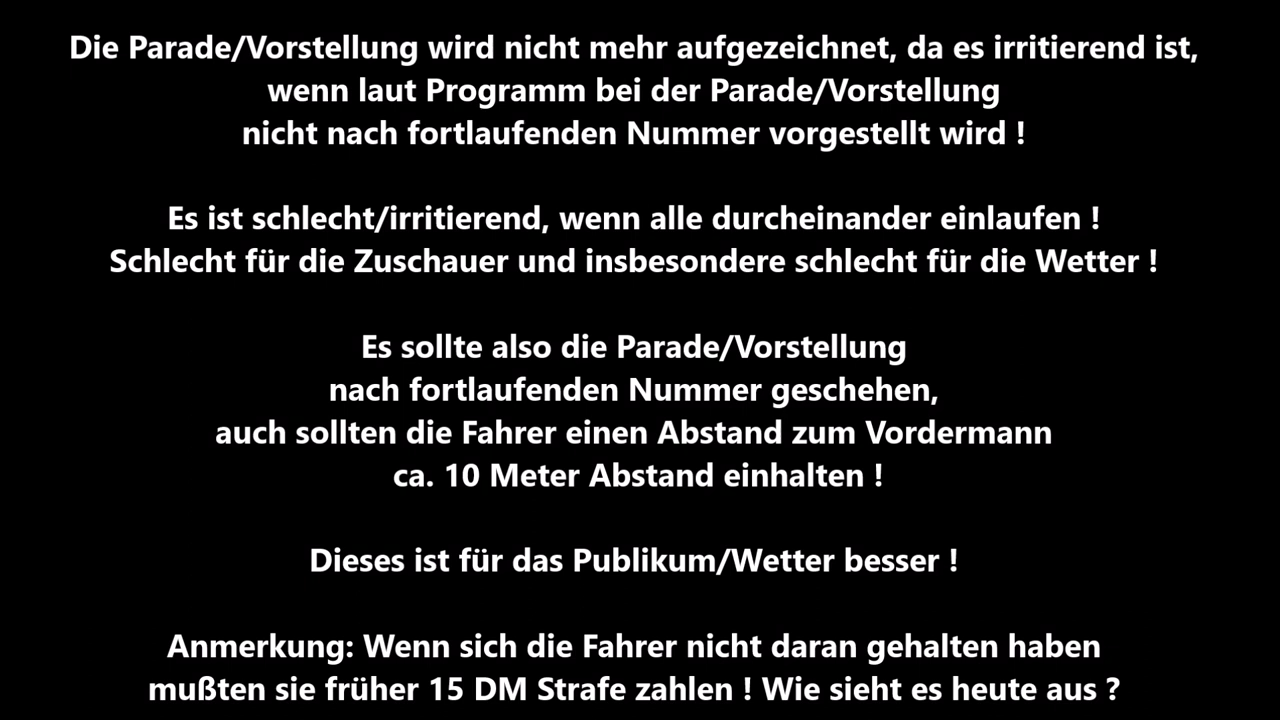 Die Parade/Vorstellung wird nicht mehr aufgezeichnet, da es irritierend ist,
wenn laut Programm bei der Parade/Vorstellung
nicht nach fortlaufenden Nummer vorgestellt wird !
Es ist schlecht/irritierend, wenn alle durcheinander einlaufen !
Schlecht für die Zuschauer und insbesondere schlecht für die Wetter !
Es sollte also die Parade/Vorstellung
nach fortlaufenden Nummer geschehen,
auch sollten die Fahrer einen Abstand zum Vordermann
ca. 10 Meter Abstand einhalten !
Dieses ist für das Publikum/Wetter besser !
Anmerkung: Wenn sich die Fahrer nicht daran gehalten haben
mußten sie früher 15 DM Strafe zahlen ! Wie sieht es heute aus ?